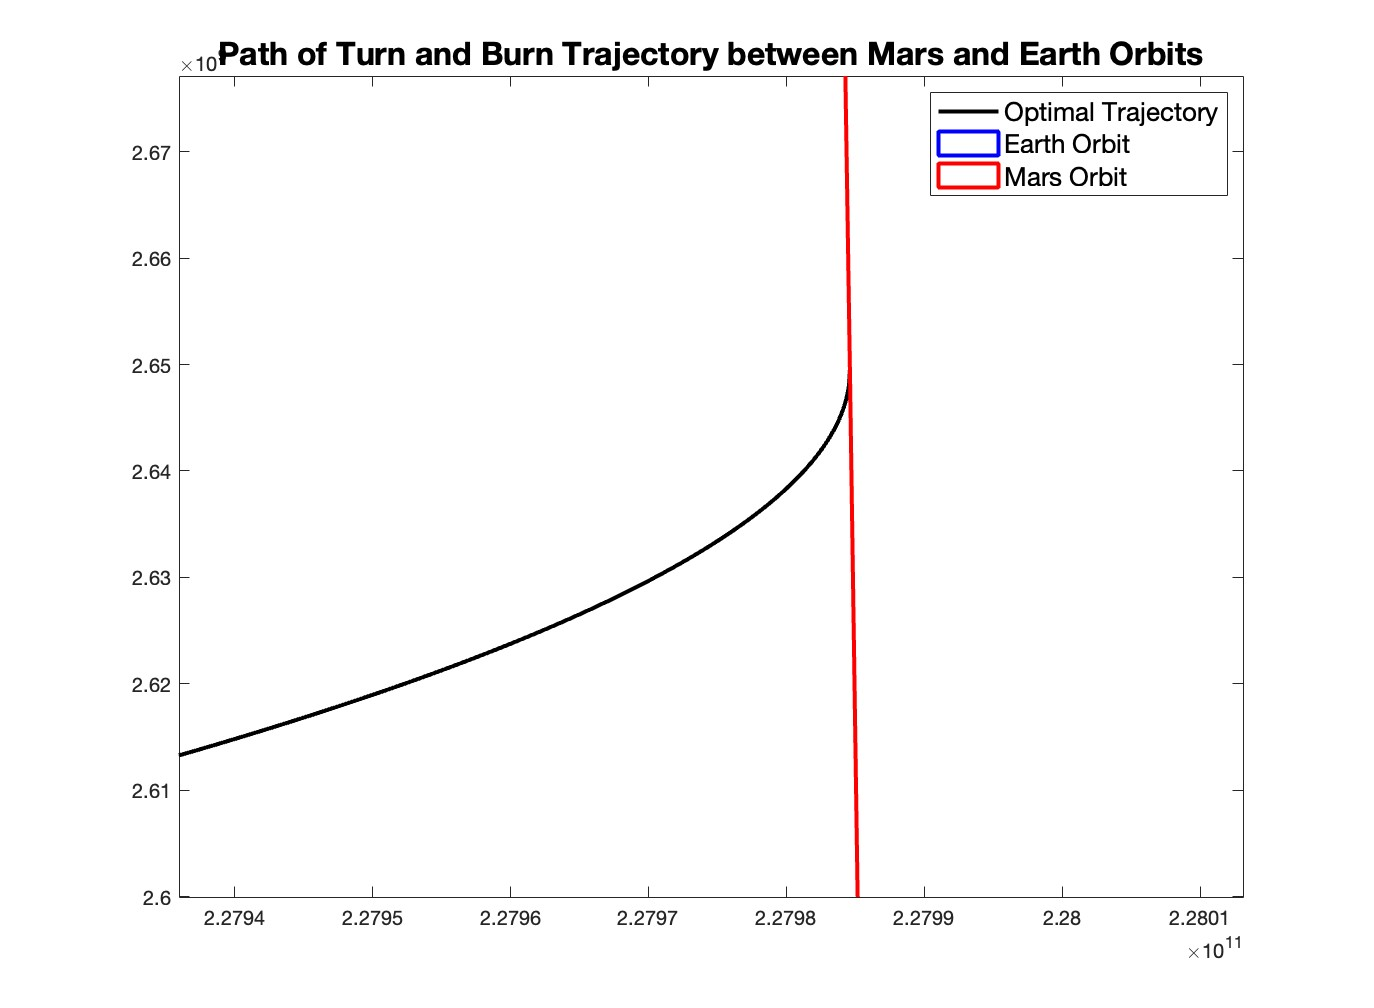 Path of Turn and Burn Trajectory between Mars and Earth Orbits
×10
Optimal Trajectory
Earth Orbit
Mars Orbit
2.67
2.66
2.65
2.64
2.63
2.62
2.61
2.6
2.2794 2.2795 2.2796 2.2797 2.2798 2.2799 2.28 2.2801
×10¹¹